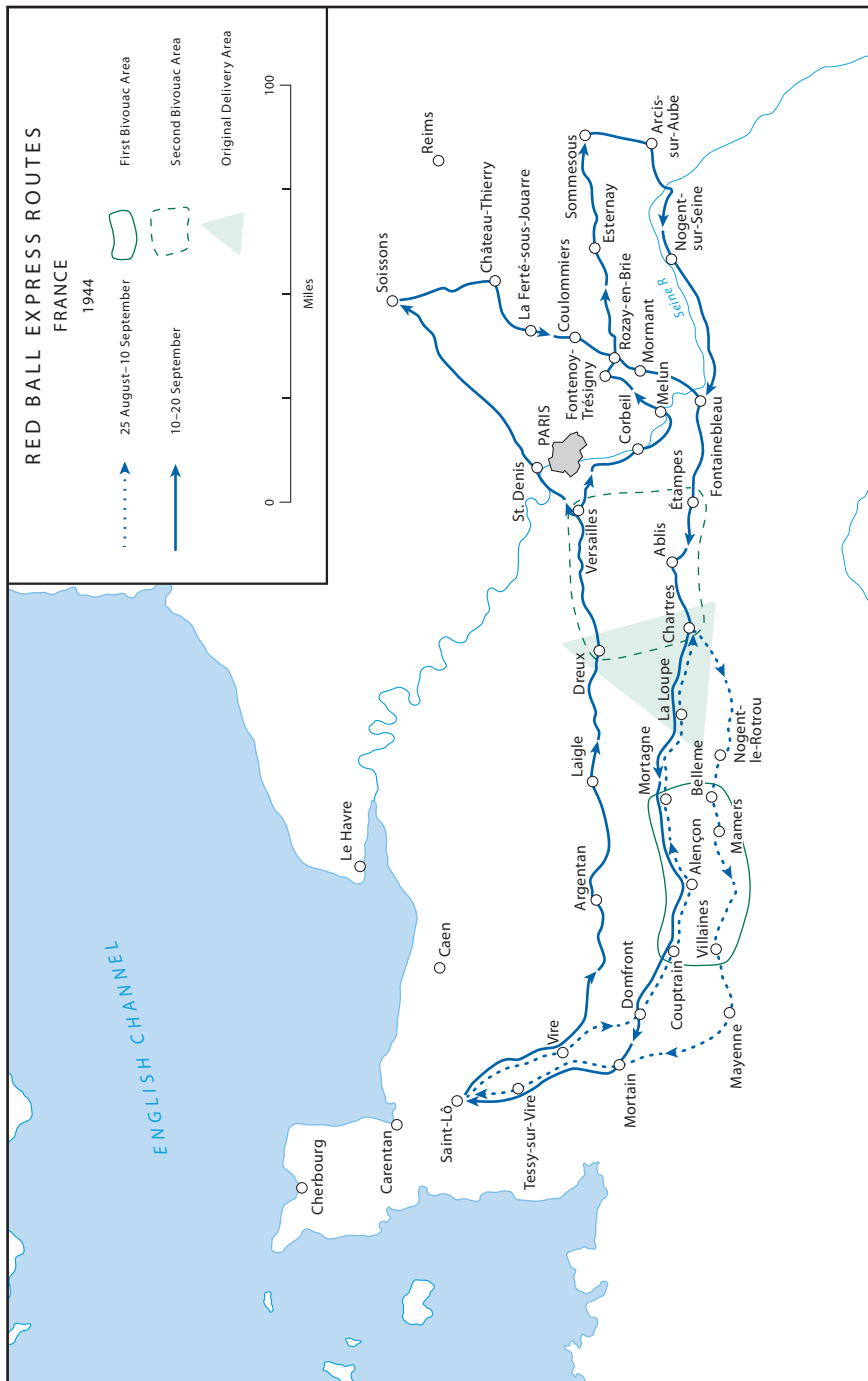 RED BALL EXPRESS ROUTES
FRANCE
1944
25 August–10 September
First Bivouac Area
10–20 September
Second Bivouac Area
Original Delivery Area
0
100
Miles
ENGLISH CHANNEL
Cherbourg
Carentan
Le Havre
Caen
Saint-Lô
Tessy-sur-Vire
Vire
Mortain
Domfront
Mayenne
Couptrain
Villaines
Alençon
Mamers
Belleme
Mortagne
Nogent-
le-Rotrou
La Loupe
Chartres
Ablis
Étampes
Fontainebleau
Argentan
Laigle
Dreux
Versailles
St. Denis
PARIS
Corbeil
Melun
Mormant
Fontenoy-
Trésigny
Rozay-en-Brie
Coulommiers
La Ferté-sous-Jouarre
Château-Thierry
Soissons
Reims
Esternay
Sommesous
Arcis-
sur-Aube
Nogent-
sur-Seine
Seine R